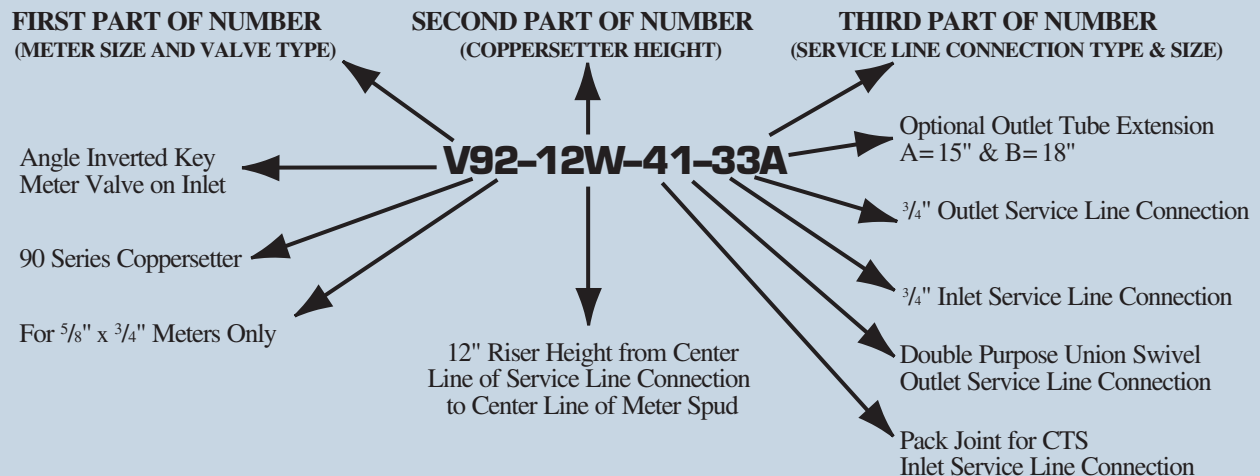 FIRST PART OF NUMBER
(METER SIZE AND VALVE TYPE)
SECOND PART OF NUMBER
(COPPERSETTER HEIGHT)
THIRD PART OF NUMBER
(SERVICE LINE CONNECTION TYPE & SIZE)
V92–12W–41–33A
Angle Inverted Key
Meter Valve on Inlet
90 Series Coppersetter
For 5/8" x 3/4" Meters Only
12" Riser Height from Center
Line of Service Line Connection
to Center Line of Meter Spud
Optional Outlet Tube Extension
A= 15" & B= 18"
3/4" Outlet Service Line Connection
3/4" Inlet Service Line Connection
Double Purpose Union Swivel
Outlet Service Line Connection
Pack Joint for CTS
Inlet Service Line Connection